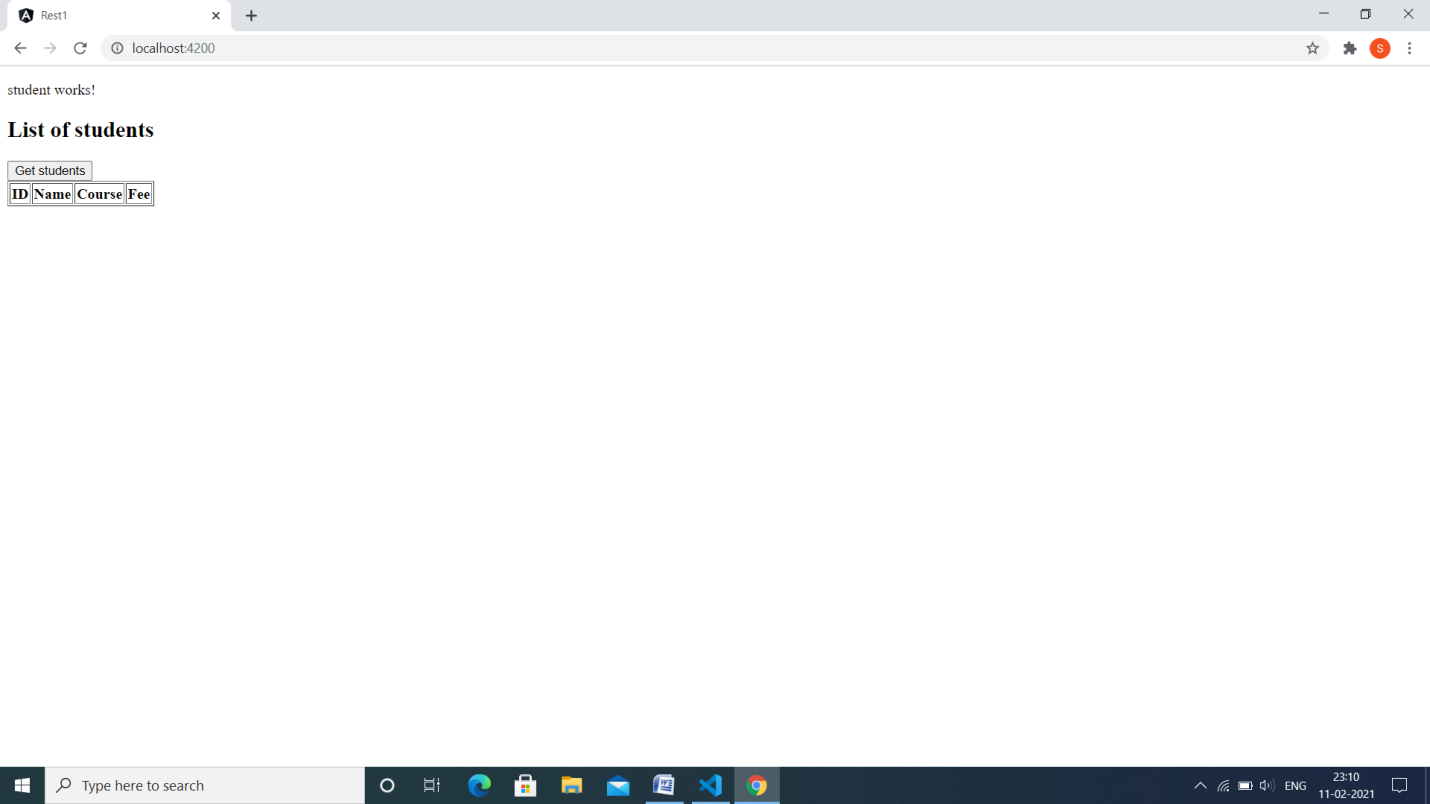 Rest1
localhost:4200
S
student works!
List of students
Get students
ID Name Course Fee
Type here to search
ENG
23:10
11-02-2021